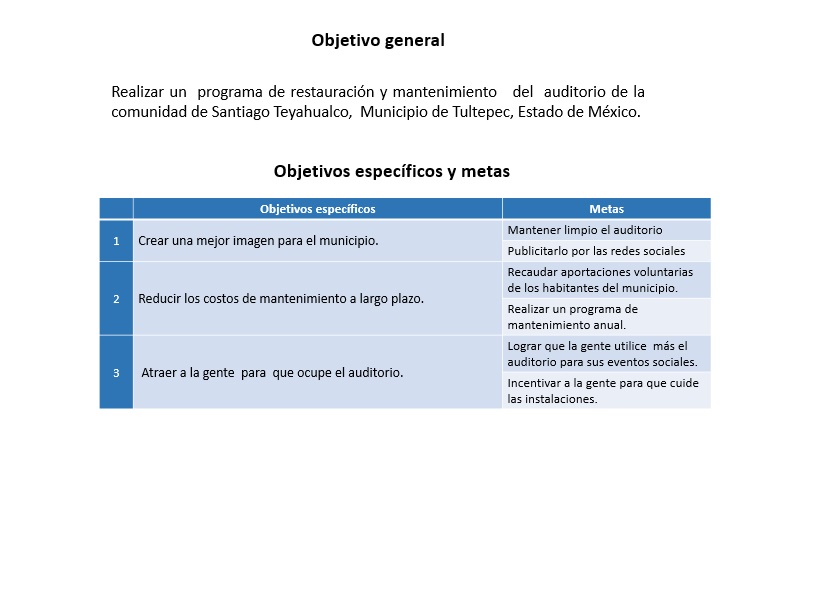 Objetivo general
Realizar un programa de restauración y mantenimiento del auditorio de la
comunidad de Santiago Teyahualco, Municipio de Tultepec, Estado de México.
Objetivos específicos y metas
Objetivos específicos Metas
1 Crear una mejor imagen para el municipio.
Mantener limpio el auditorio
Publicitarlo por las redes sociales
2 Reducir los costos de mantenimiento a largo plazo.
Recaudar aportaciones voluntarias
de los habitantes del municipio.
Realizar un programa de
mantenimiento anual.
3 Atraer a la gente para que ocupe el auditorio.
Lograr que la gente utilice más el
auditorio para sus eventos sociales.
Incentivar a la gente para que cuide
las instalaciones.